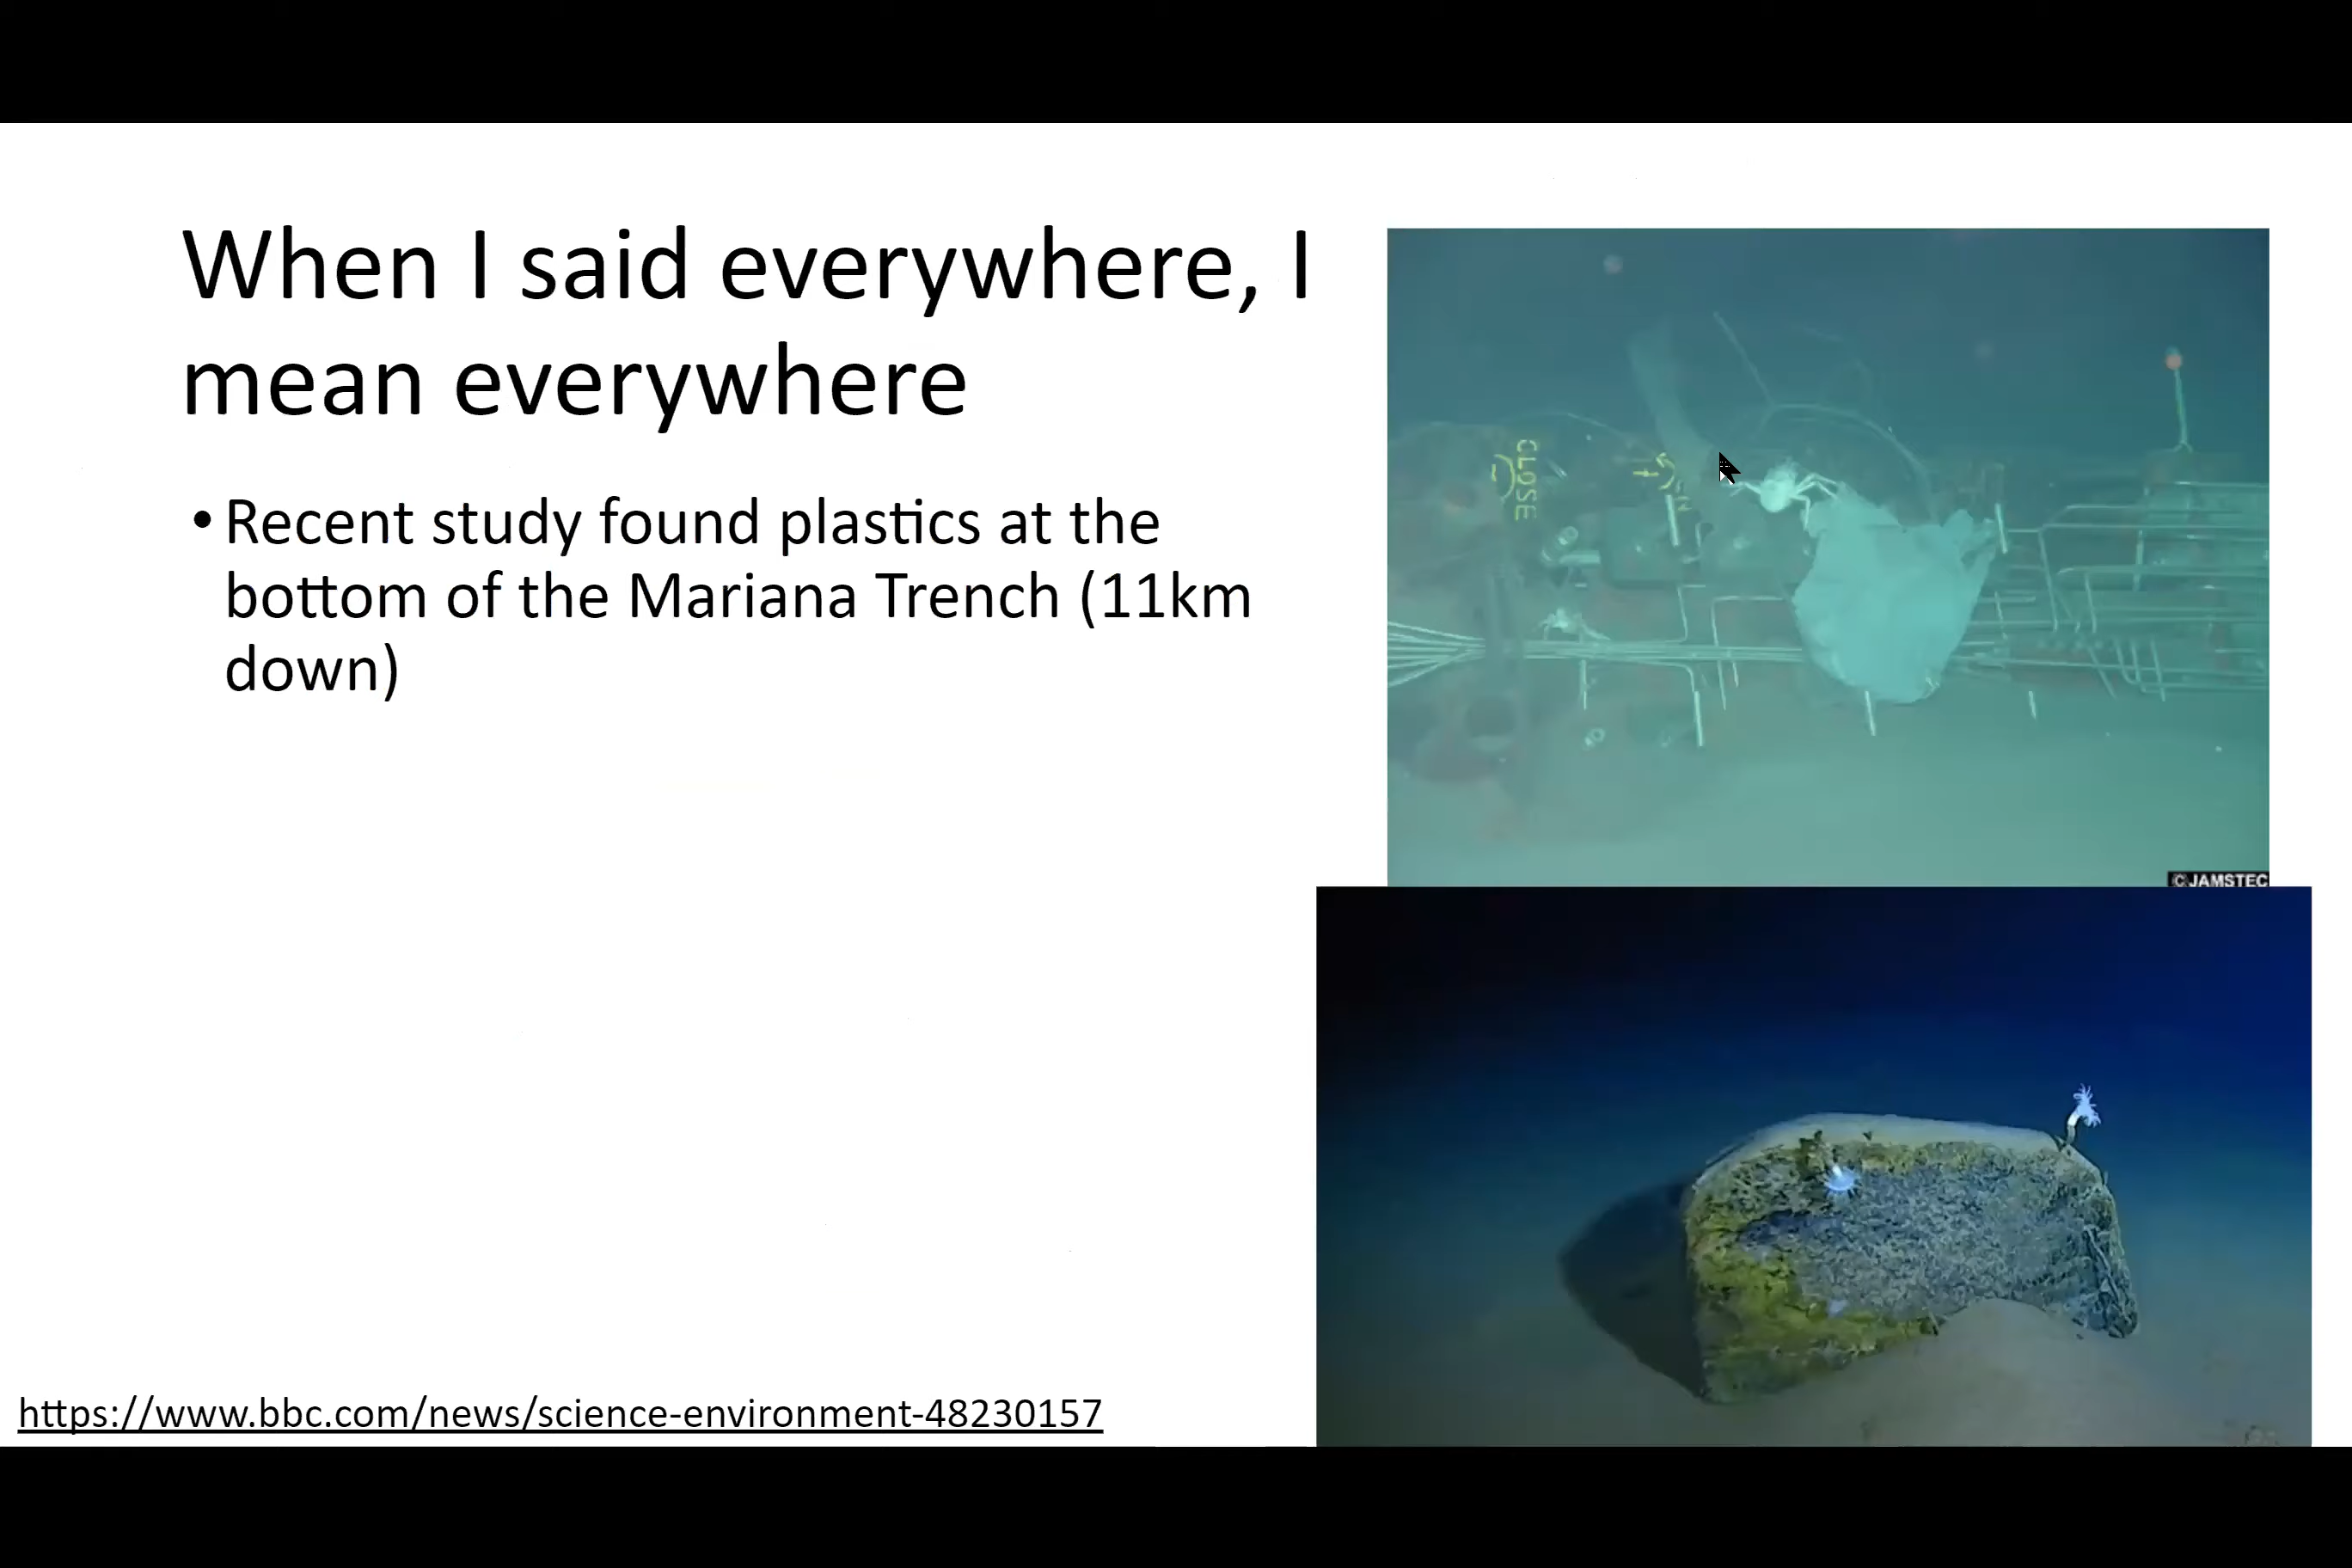 When I said everywhere, I
mean everywhere
• Recent study found plastics at the
bottom of the Mariana Trench (11km
down)
CLOSE
© JAMSTEC
https://www.bbc.com/news/science-environment-48230157